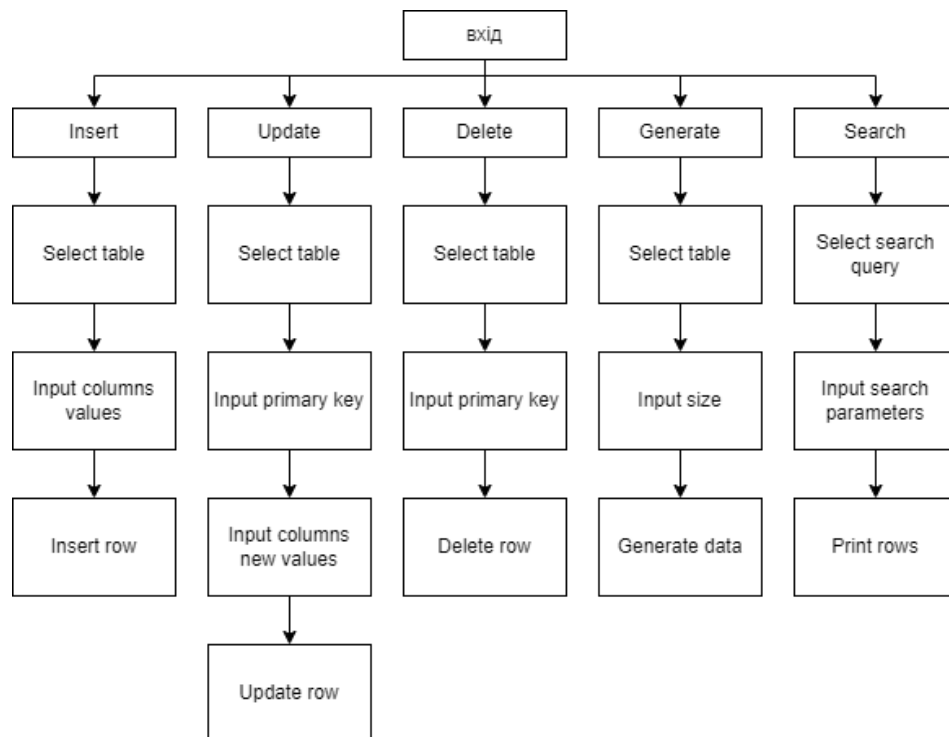 вхід
Insert
Update
Delete
Generate
Search
Select table
Select table
Select table
Select table
Select search
query
Input columns
values
Input primary key
Input primary key
Input size
Input search
parameters
Insert row
Input columns
new values
Delete row
Generate data
Print rows
Update row